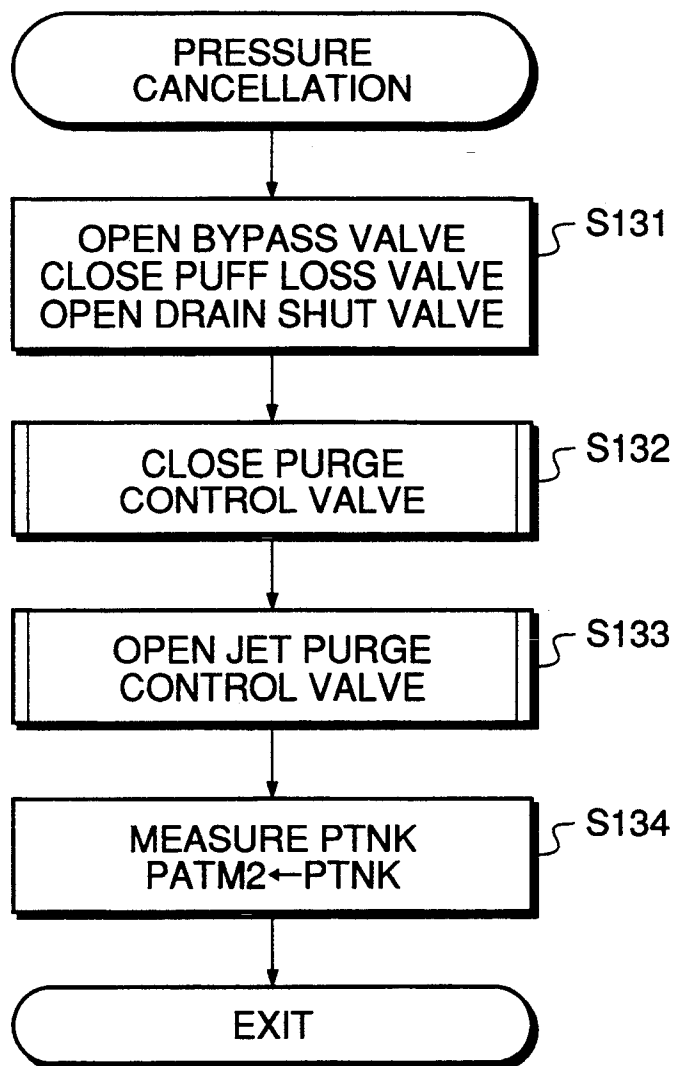 PRESSURE
CANCELLATION
OPEN BYPASS VALVE
CLOSE PUFF LOSS VALVE
OPEN DRAIN SHUT VALVE
S131
CLOSE PURGE
CONTROL VALVE
S132
OPEN JET PURGE
CONTROL VALVE
S133
MEASURE PTNK
PATM2←PTNK
S134
EXIT